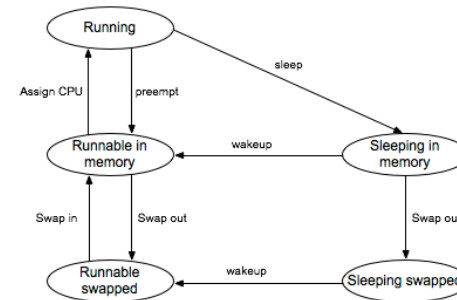 Running
sleep
Assign CPU
preempt
Runnable in
memory
wakeup
Sleeping in
memory
Swap in
Swap out
Swap ou
Runnable
swapped
wakeup
Sleeping swapped